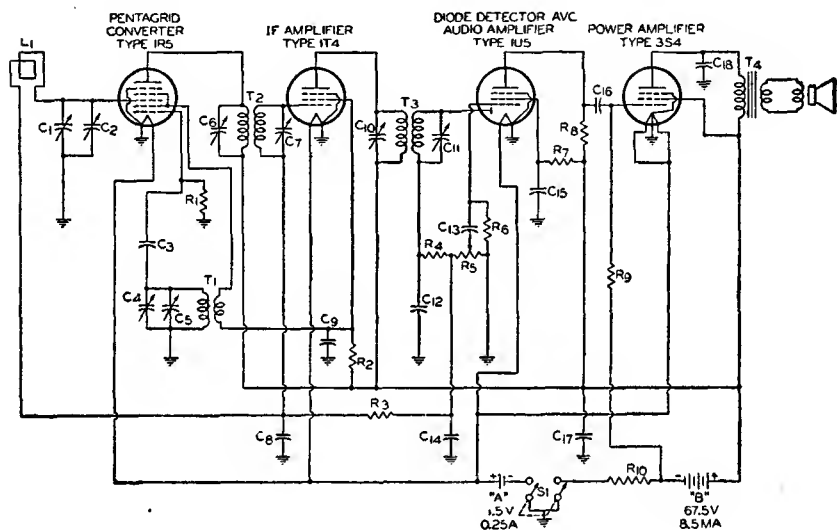 PENTAGRID
CONVERTER
TYPE 1R5
IF AMPLIFIER
TYPE 1T4
DIODE DETECTOR AVC
AUDIO AMPLIFIER
TYPE 1U5
POWER AMPLIFIER
TYPE 3S4
L1
C18
T4
C1
C2
C6
T2
C7
C10
T3
C11
C16
R8
R7
R1
C15
C3
C13
R6
R4
R5
R9
T1
C4
C5
C12
C9
R2
R3
C8
C14
C17
R10
+ -
S1
- +
"A"
1.5V
0.25A
"B"
67.5V
8.5MA